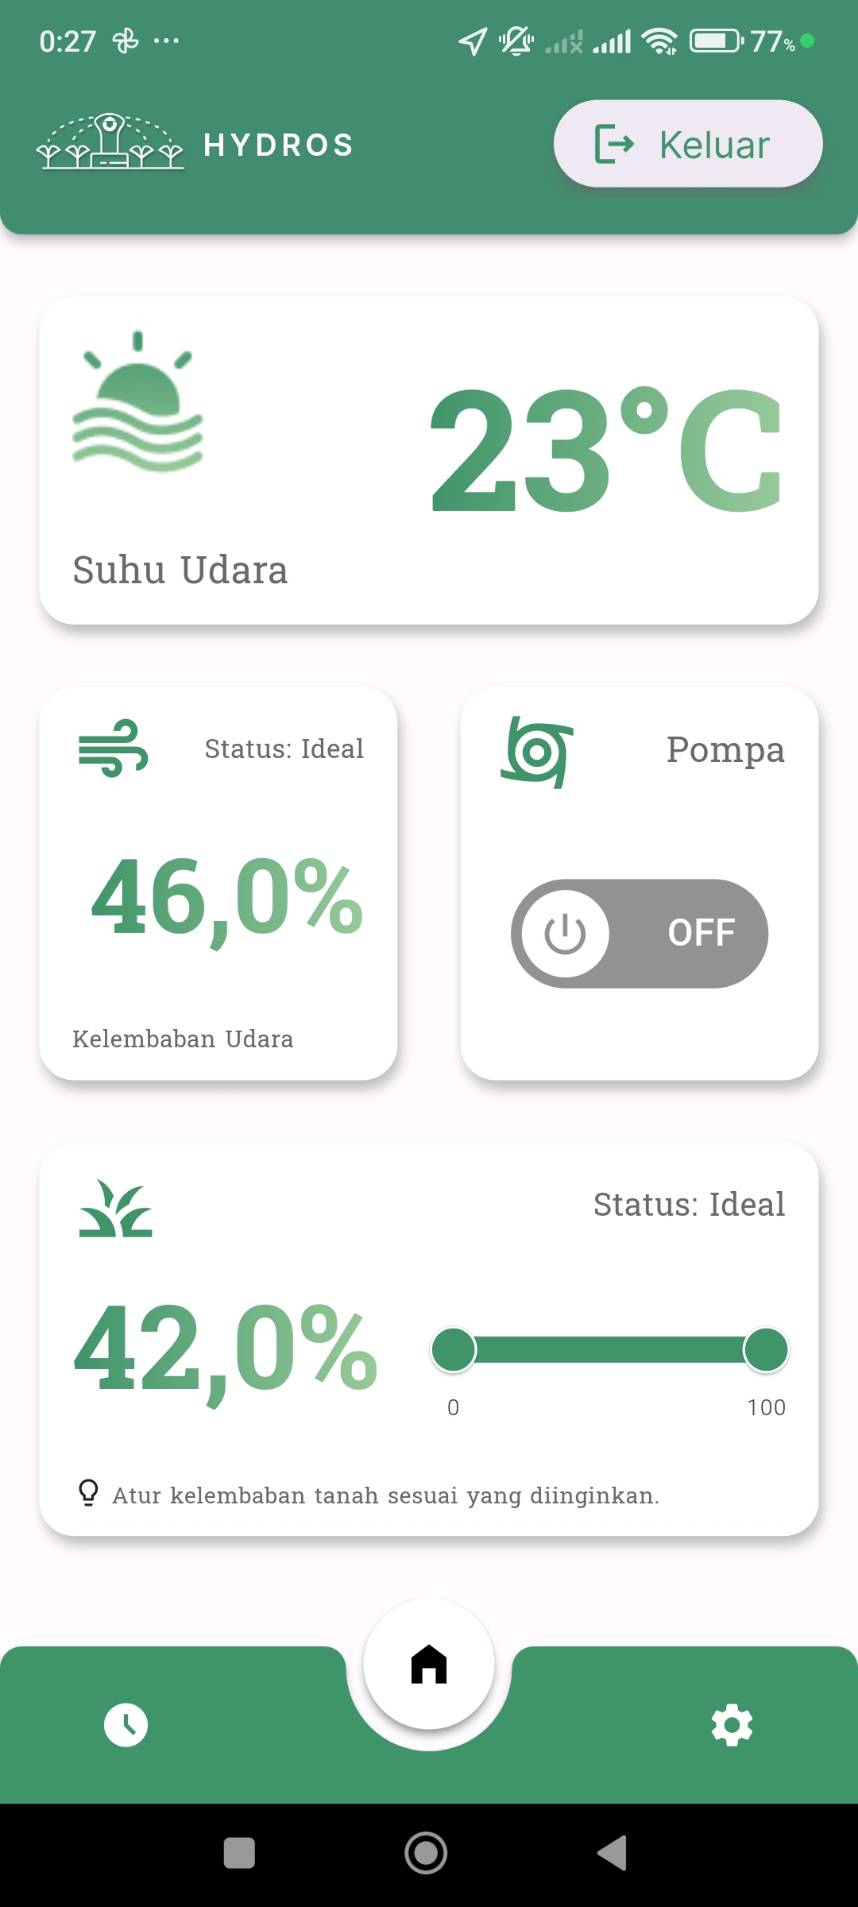 0:27 ... 77%
HYDROS
Keluar
23°C
Suhu Udara
Status: Ideal
46,0%
Kelembaban Udara
Pompa
OFF
Status: Ideal
42,0%
0 100
Atur kelembaban tanah sesuai yang diinginkan.